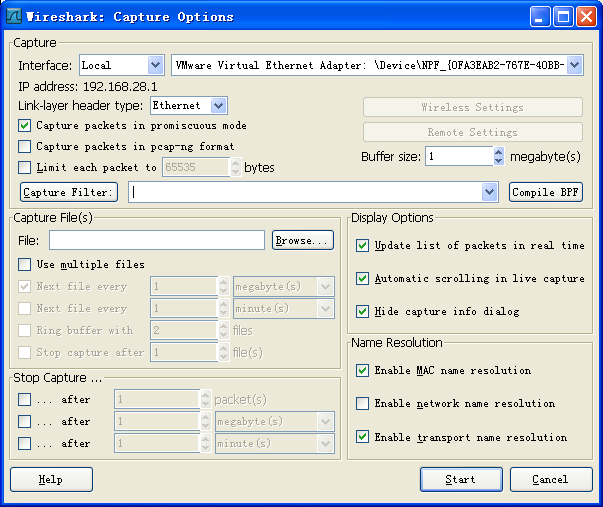 Wireshark: Capture Options
Capture
Interface: Local VMware Virtual Ethernet Adapter: \Device\NPF_{0FA3EAB2-767E-40BB-
IP address: 192.168.28.1
Link-layer header type: Ethernet
Wireless Settings
Capture packets in promiscuous mode
Remote Settings
Capture packets in pcap-ng format
Buffer size: 1 megabyte(s)
Limit each packet to 65535 bytes
Capture Filter: Compile BPF
Capture File(s)
File: Browse...
Use multiple files
Next file every 1 megabyte(s)
Next file every 1 minute(s)
Ring buffer with 2 files
Stop capture after 1 file(s)
Display Options
Update list of packets in real time
Automatic scrolling in live capture
Hide capture info dialog
Stop Capture ...
... after 1 packet(s)
... after 1 megabyte(s)
... after 1 minute(s)
Name Resolution
Enable MAC name resolution
Enable network name resolution
Enable transport name resolution
Help Start Cancel